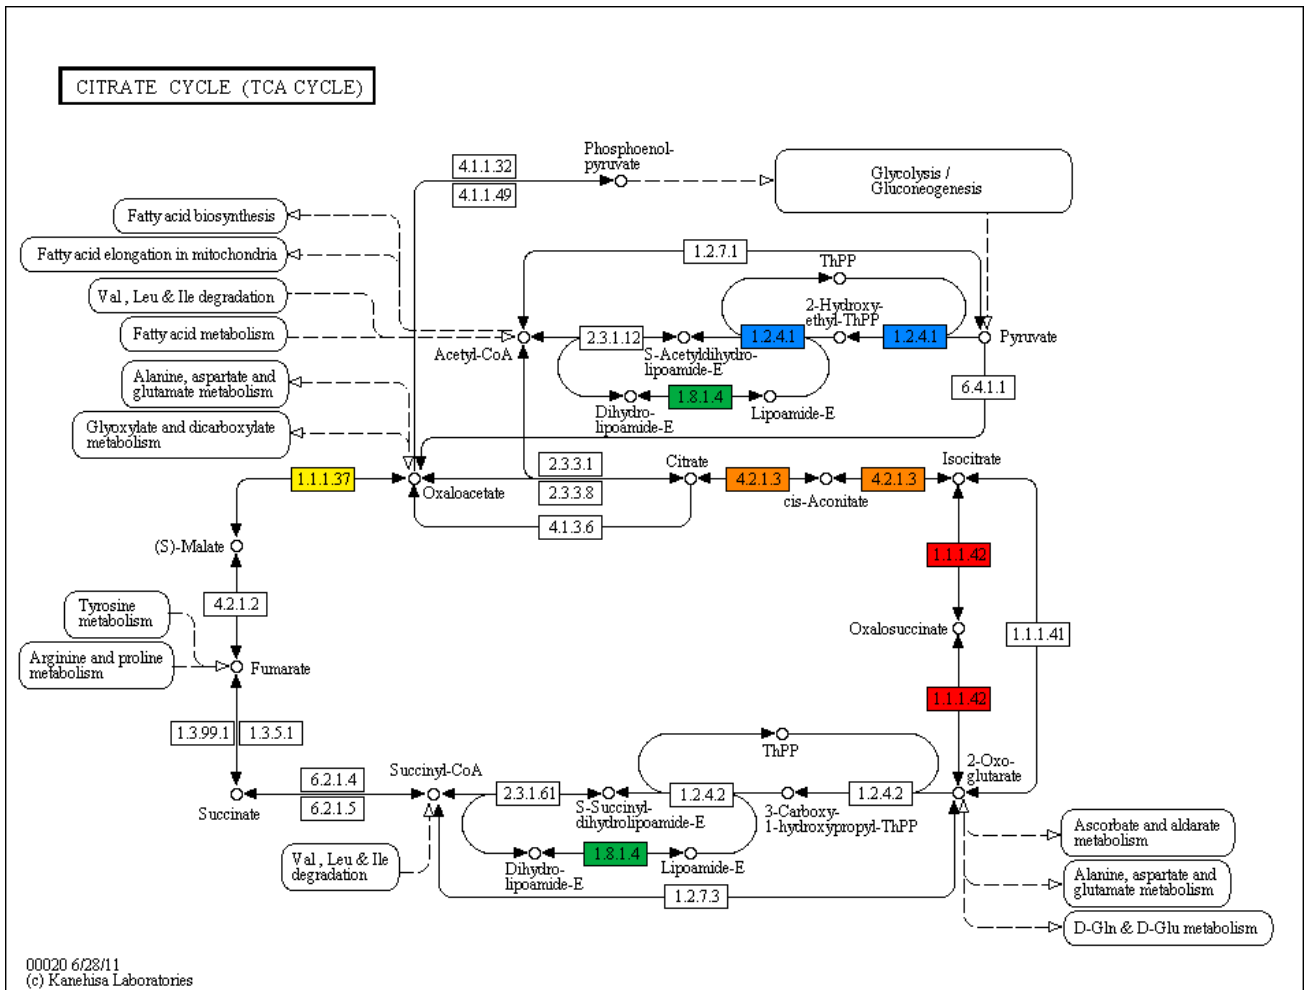 CITRATE CYCLE (TCA CYCLE)
Phosphoenol-
pyruvate
4.1.1.32
4.1.1.49
Glycolysis /
Gluconeogenesis
Fatty acid biosynthesis
Fatty acid elongation in mitochondria
Val , Leu & Ile degradation
Fatty acid metabolism
1.2.7.1
ThPP
2-Hydroxy-
ethyl-ThPP
Acetyl-CoA
2.3.1.12
S-Acetyldihydro-
lipoamide-E
1.2.4.1
1.2.4.1
Pyruvate
Alanine, aspartate and
glutamate metabolism
Dihydro-
lipoamide-E
1.8.1.4
Lipoamide-E
6.4.1.1
Glyoxylate and dicarboxylate
metabolism
1.1.1.37
Oxaloacetate
2.3.3.1
2.3.3.8
4.1.3.6
Citrate
4.2.1.3
cis-Aconitate
4.2.1.3
Isocitrate
(S)-Malate
1.1.1.42
4.2.1.2
Tyrosine
metabolism
Oxalosuccinate
1.1.1.41
Arginine and proline
metabolism
Fumarate
1.1.1.42
1.3.99.1
1.3.5.1
ThPP
Succinate
6.2.1.4
6.2.1.5
Succinyl-CoA
2.3.1.61
S-Succinyl-
dihydrolipoamide-E
1.2.4.2
3-Carboxy-
1-hydroxypropyl-ThPP
1.2.4.2
2-Oxo-
glutarate
Val , Leu & Ile
degradation
Dihydro-
lipoamide-E
1.8.1.4
Lipoamide-E
1.2.7.3
Ascorbate and aldarate
metabolism
Alanine, aspartate and
glutamate metabolism
D-Gln & D-Glu metabolism
00020 6/28/11
(c) Kanehisa Laboratories